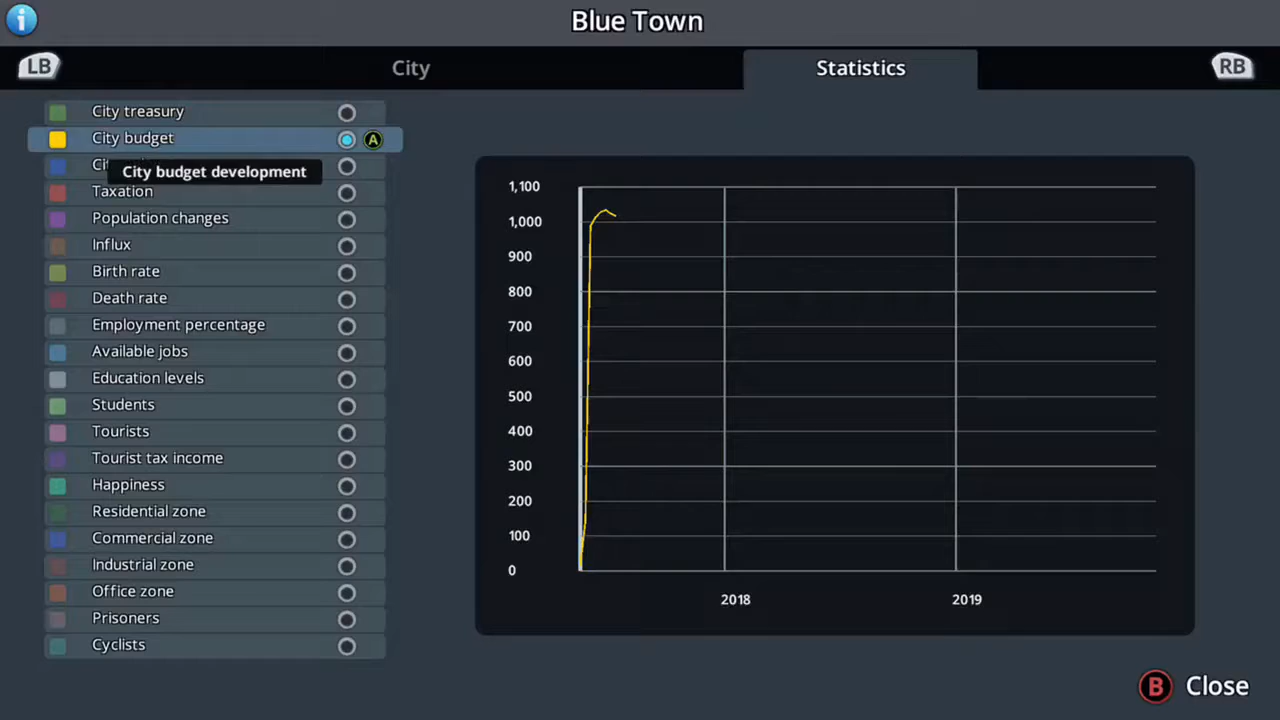 Blue Town
LB
City
Statistics
RB
City treasury
City budget
A
City budget development
Taxation
Population changes
Influx
Birth rate
Death rate
Employment percentage
Available jobs
Education levels
Students
Tourists
Tourist tax income
Happiness
Residential zone
Commercial zone
Industrial zone
Office zone
Prisoners
Cyclists
1,100
1,000
900
800
700
600
500
400
300
200
100
0
2018
2019
B Close